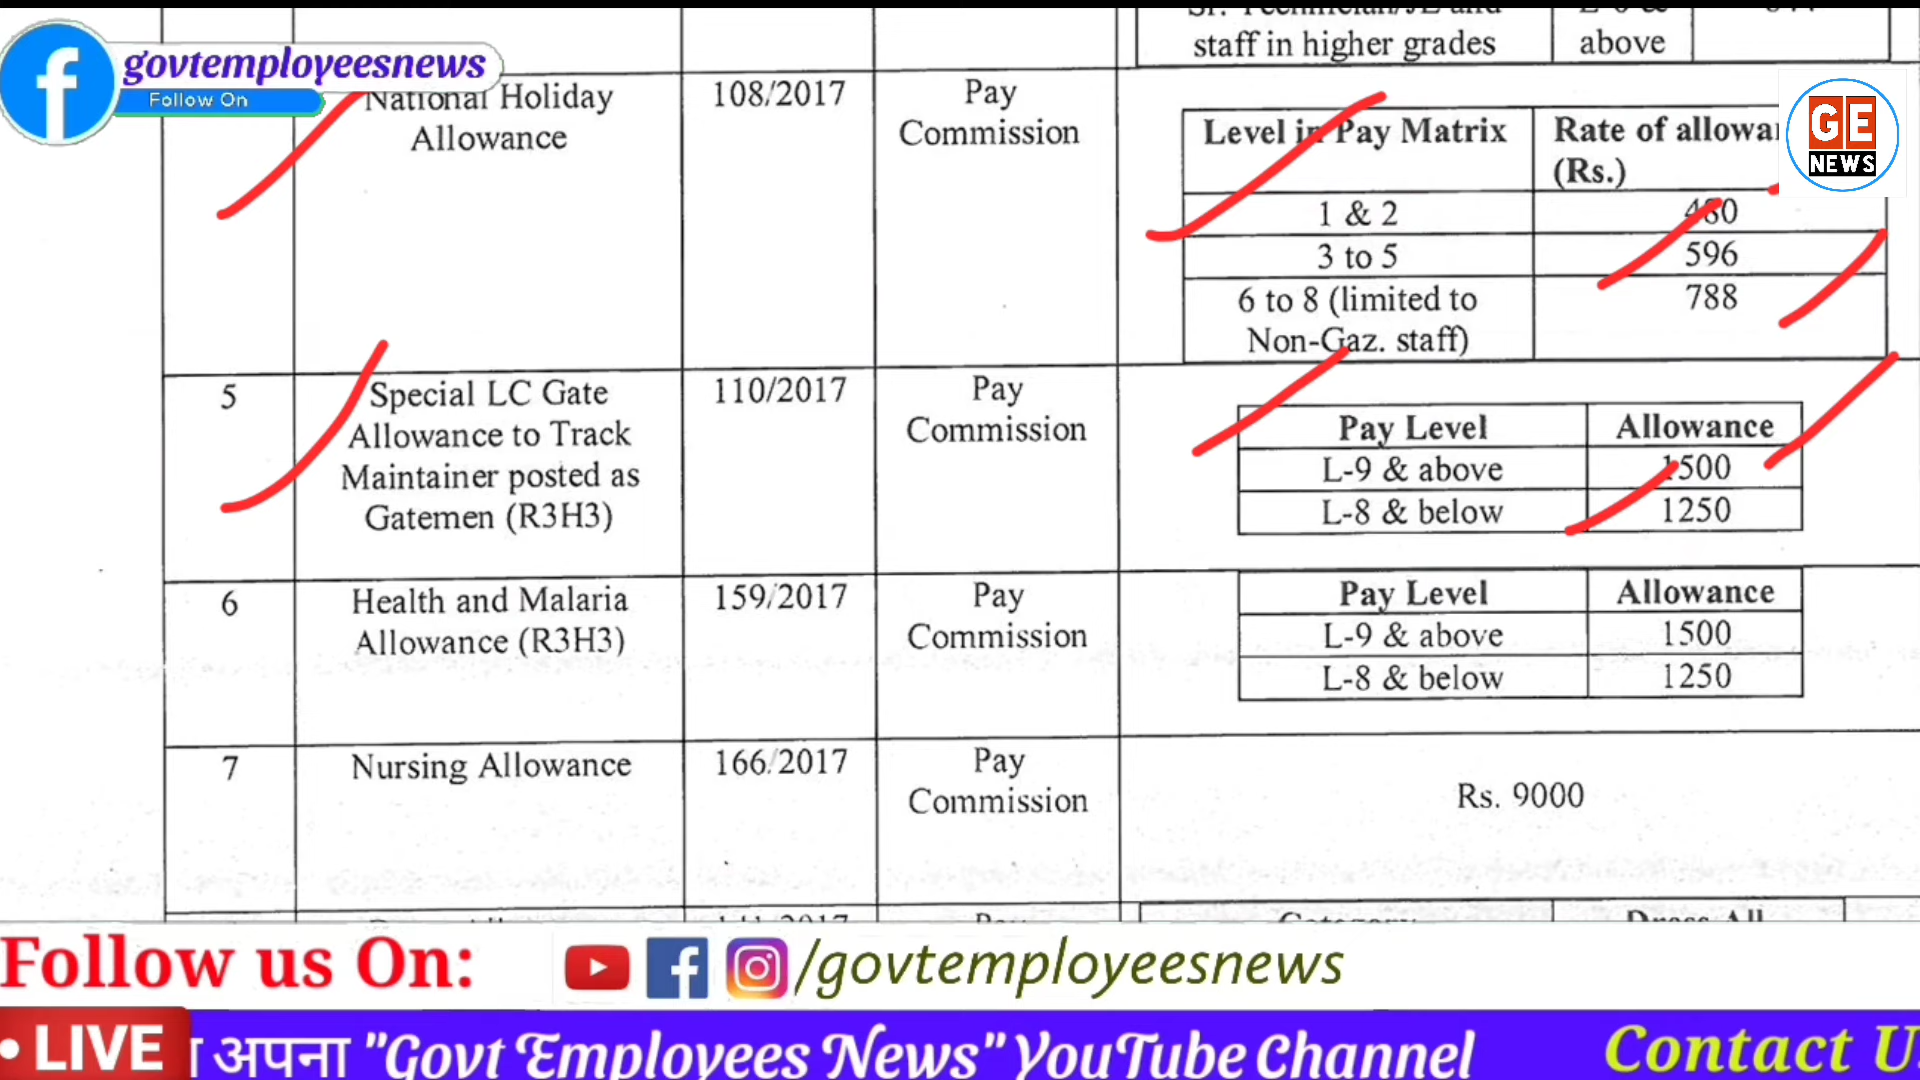 staff in higher grades
above
govtemployeesnews
Follow On
National Holiday
Allowance
108/2017
Pay
Commission
Level in Pay Matrix
Rate of
(Rs.)
1 & 2
480
3 to 5
596
6 to 8 (limited to
Non-Gaz. staff)
788
GE
NEWS
5
Special LC Gate
Allowance to Track
Maintainer posted as
Gatemen (R3H3)
110/2017
Pay
Commission
Pay Level
Allowance
L-9 & above
1500
L-8 & below
1250
6
Health and Malaria
Allowance (R3H3)
159/2017
Pay
Commission
Pay Level
Allowance
L-9 & above
1500
L-8 & below
1250
7
Nursing Allowance
166/2017
Pay
Commission
Rs. 9000
Follow us On:
/govtemployeesnews
• LIVE
अपना "Govt Employees News" YouTube Channel
Contact U